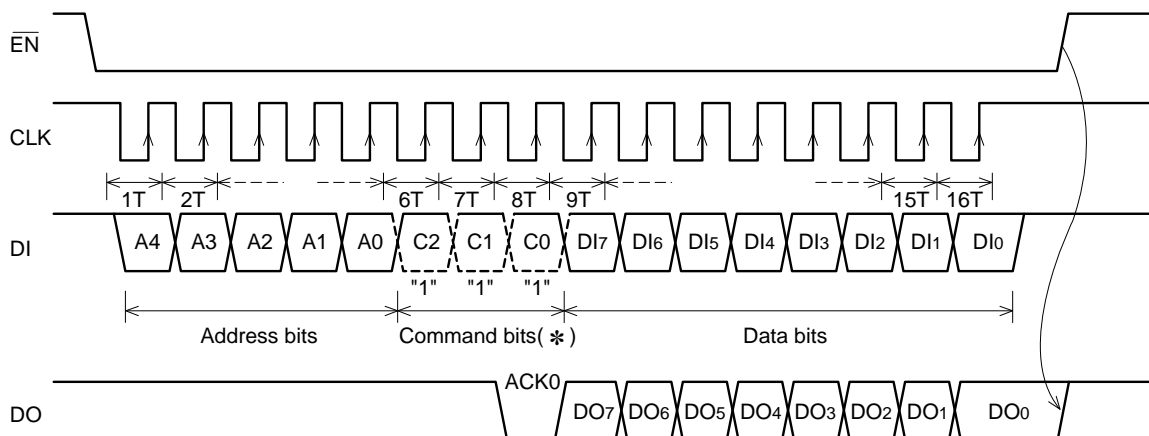 EN
CLK
1T 2T 6T 7T 8T 9T 15T 16T
DI A4 A3 A2 A1 A0 C2 C1 C0 DI7 DI6 DI5 DI4 DI3 DI2 DI1 DI0
"1" "1" "1"
Address bits Command bits(✻) Data bits
ACK0
DO DO7 DO6 DO5 DO4 DO3 DO2 DO1 DO0